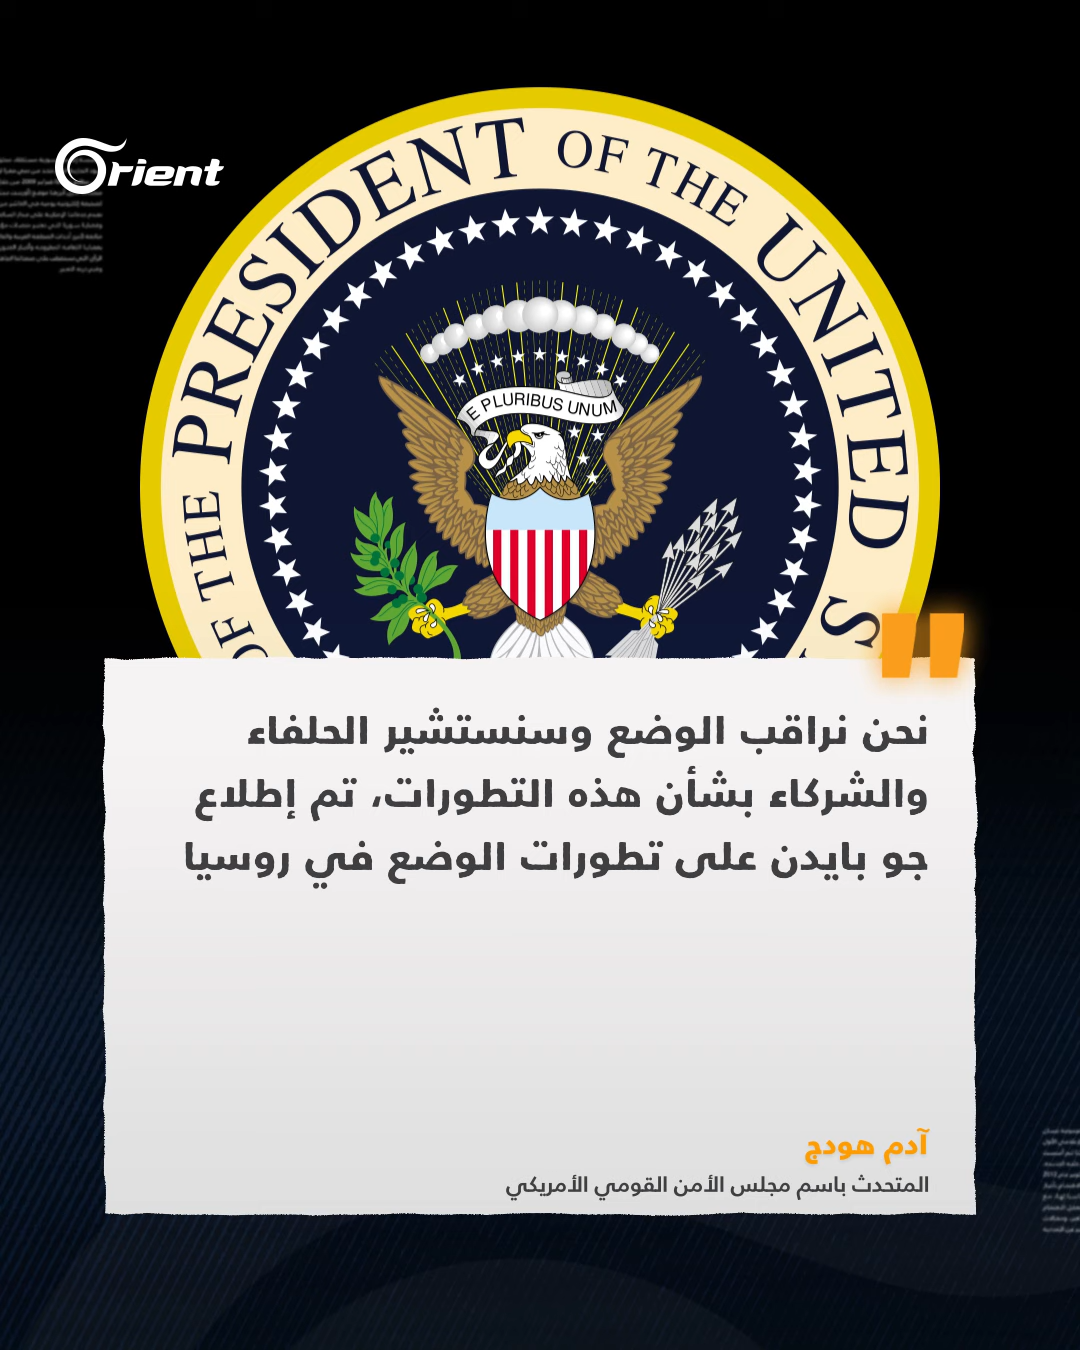 Orient
PRESIDENT OF THE UNITED
OF THE
E PLURIBUS UNUM
نحن نراقب الوضع وسنستشير الحلفاء
والشركاء بشأن هذه التطورات، تم إطلاع
جو بايدن على تطورات الوضع في روسيا
آدم هودج
المتحدث باسم مجلس الأمن القومي الأمريكي